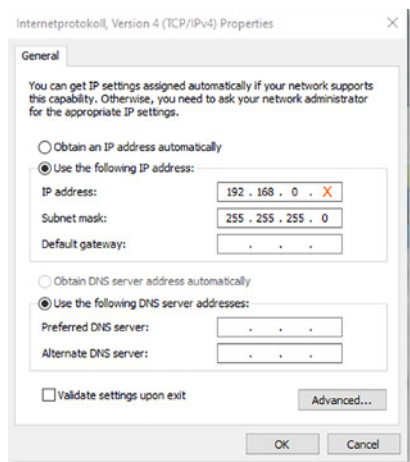 Internetprotokoll, Version 4 (TCP/IPv4) Properties
General
You can get IP settings assigned automatically if your network supports
this capability. Otherwise, you need to ask your network administrator
for the appropriate IP settings.
Obtain an IP address automatically
Use the following IP address:
IP address: 192 . 168 . 0 . X
Subnet mask: 255 . 255 . 255 . 0
Default gateway: . . .
Obtain DNS server address automatically
Use the following DNS server addresses:
Preferred DNS server: . . .
Alternate DNS server: . . .
Validate settings upon exit
Advanced...
OK Cancel